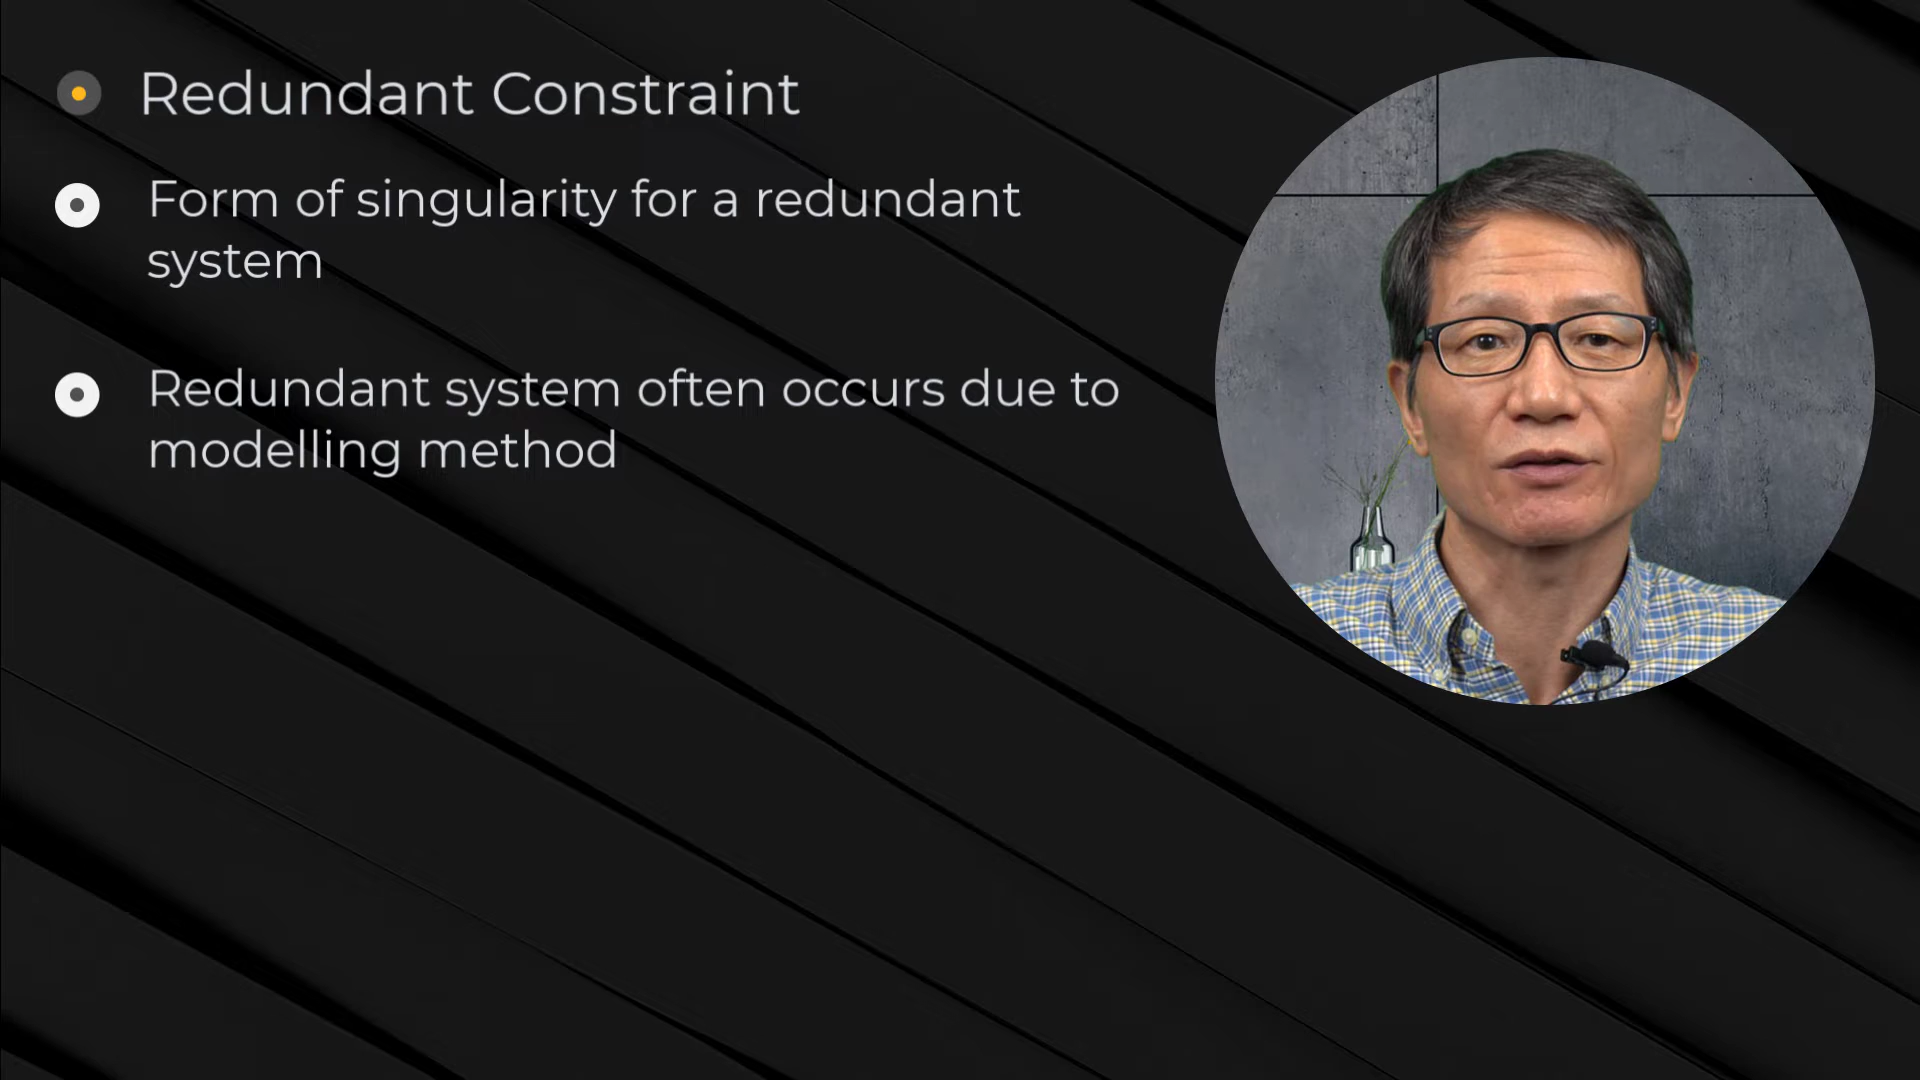 Redundant Constraint
Form of singularity for a redundant
system
Redundant system often occurs due to
modelling method